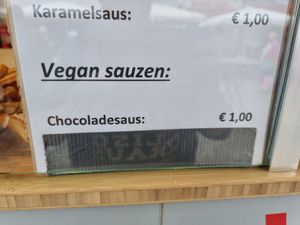 Karamelsaus: € 1,00
Vegan sauzen:
Chocoladesaus: € 1,00